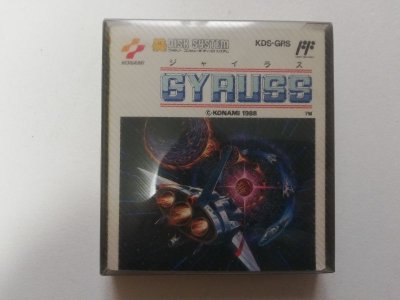 KONAMI
DISK SYSTEM
KDS-GRS
ジャイラス
GYRUSS
©KONAMI 1988
TM